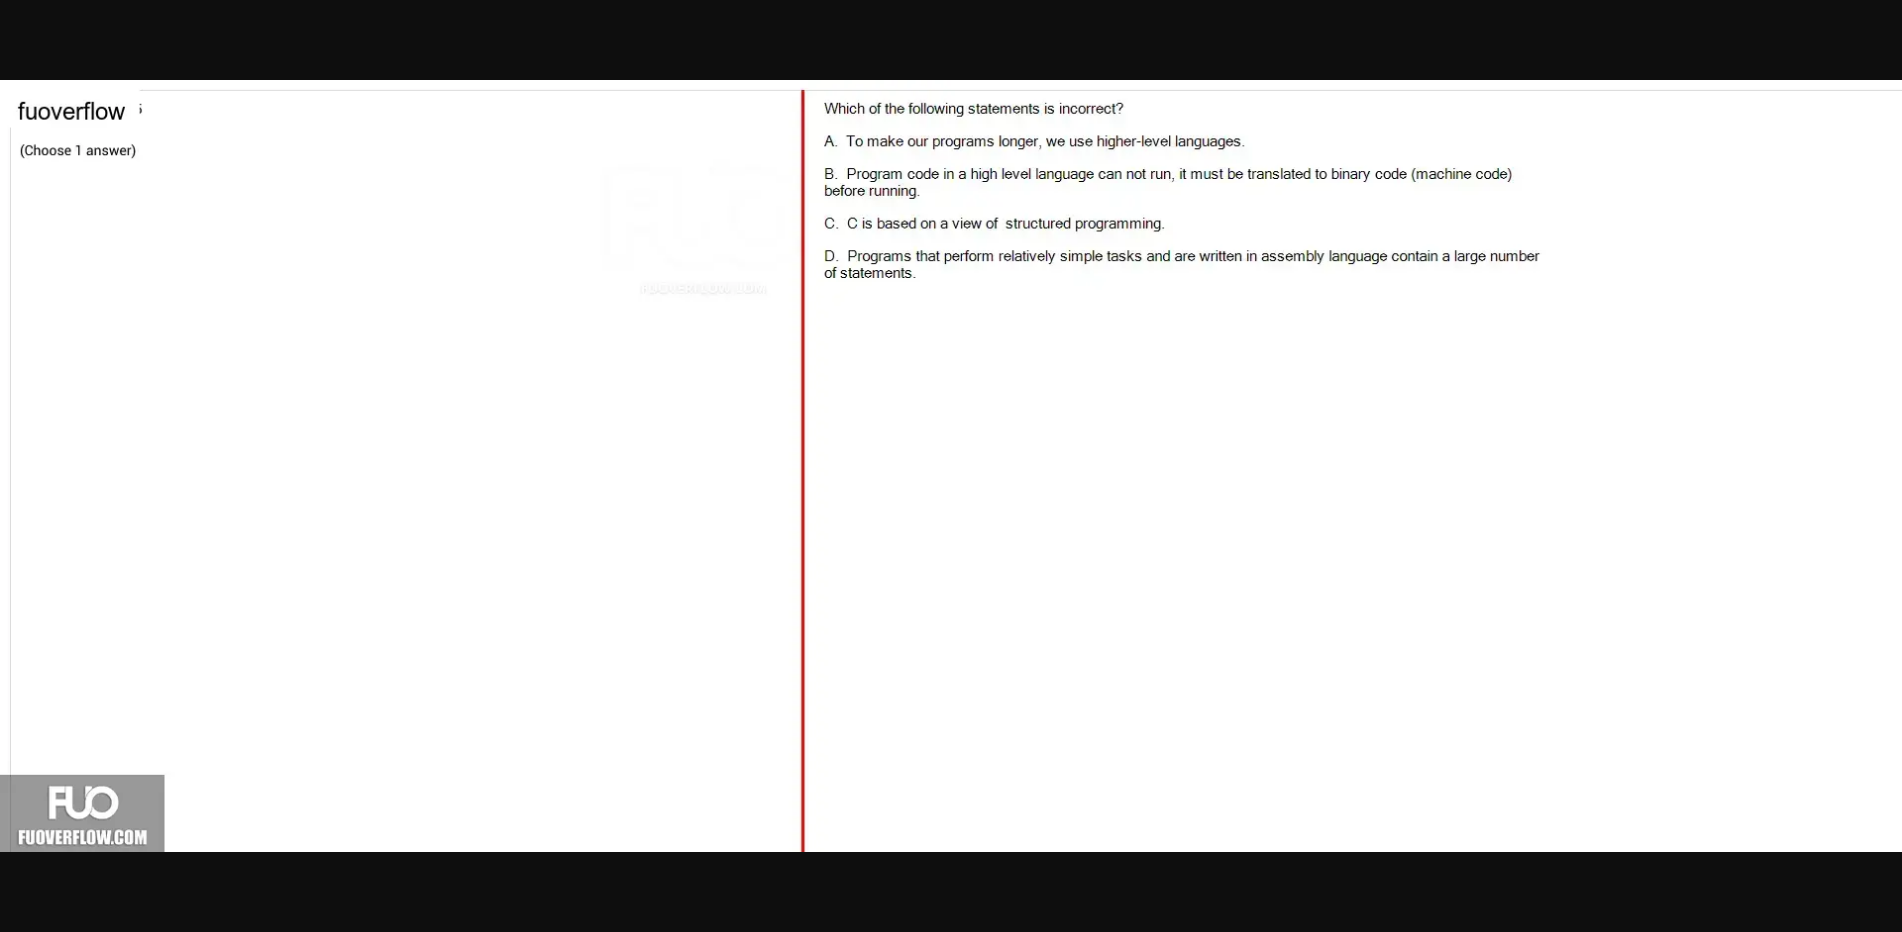 fuoverflow
(Choose 1 answer)
Which of the following statements is incorrect?
A. To make our programs longer, we use higher-level languages.
B. Program code in a high level language can not run, it must be translated to binary code (machine code)
before running.
C. C is based on a view of structured programming.
D. Programs that perform relatively simple tasks and are written in assembly language contain a large number
of statements.
FUO
FUOVERFLOW.COM
FUO
FUOVERFLOW.COM